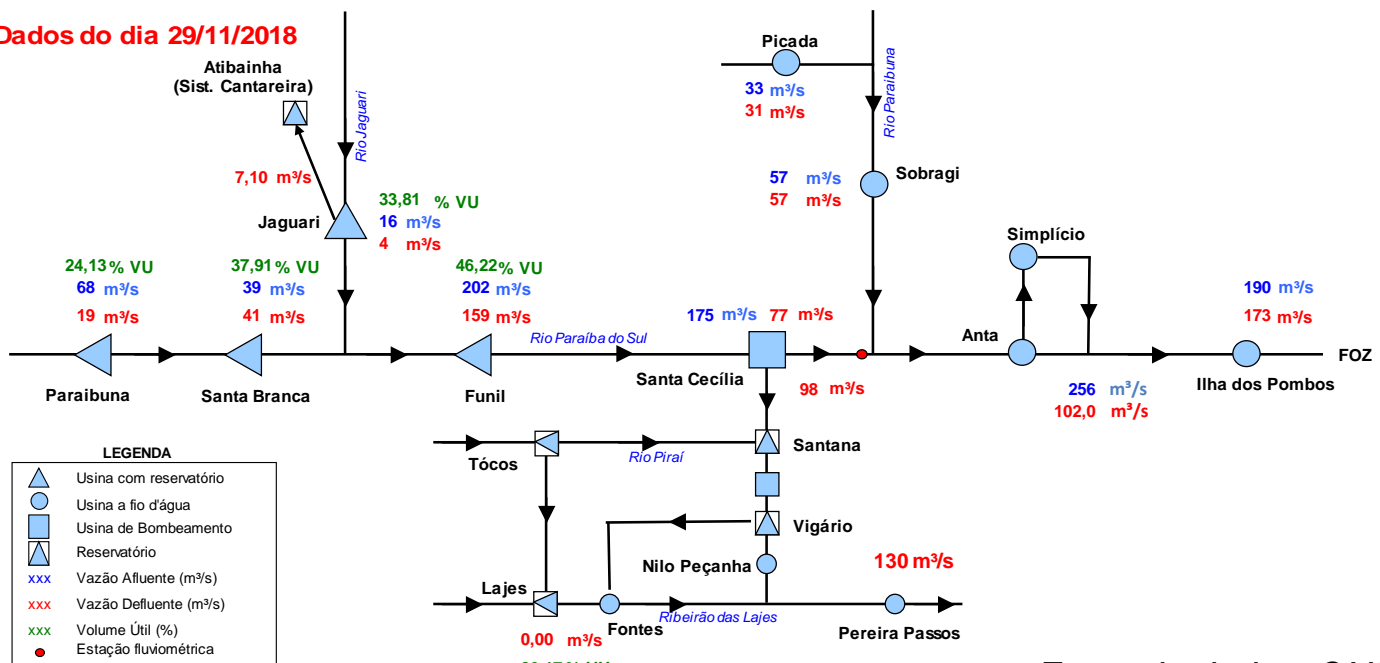 Dados do dia 29/11/2018
Atibainha
(Sist. Cantareira)
Rio Jaguari
7,10 m³/s
Jaguari
33,81 % VU
16 m³/s
4 m³/s
Picada
33 m³/s
31 m³/s
Rio Paraibuna
57 m³/s
57 m³/s
Sobragi
24,13 % VU
68 m³/s
19 m³/s
Paraibuna
37,91 % VU
39 m³/s
41 m³/s
Santa Branca
46,22 % VU
202 m³/s
159 m³/s
Funil
Rio Paraíba do Sul
175 m³/s 77 m³/s
Santa Cecília
98 m³/s
Simplício
Anta
256 m³/s
102,0 m³/s
190 m³/s
173 m³/s
Ilha dos Pombos
FOZ
Tócos
Rio Piraí
Santana
Vigário
Nilo Peçanha
130 m³/s
Lajes
0,00 m³/s
Fontes
Ribeirão das Lajes
Pereira Passos
LEGENDA
Usina com reservatório
Usina a fio d'água
Usina de Bombeamento
Reservatório
xxx Vazão Afluente (m³/s)
xxx Vazão Defluente (m³/s)
xxx Volume Útil (%)
Estação fluviométrica